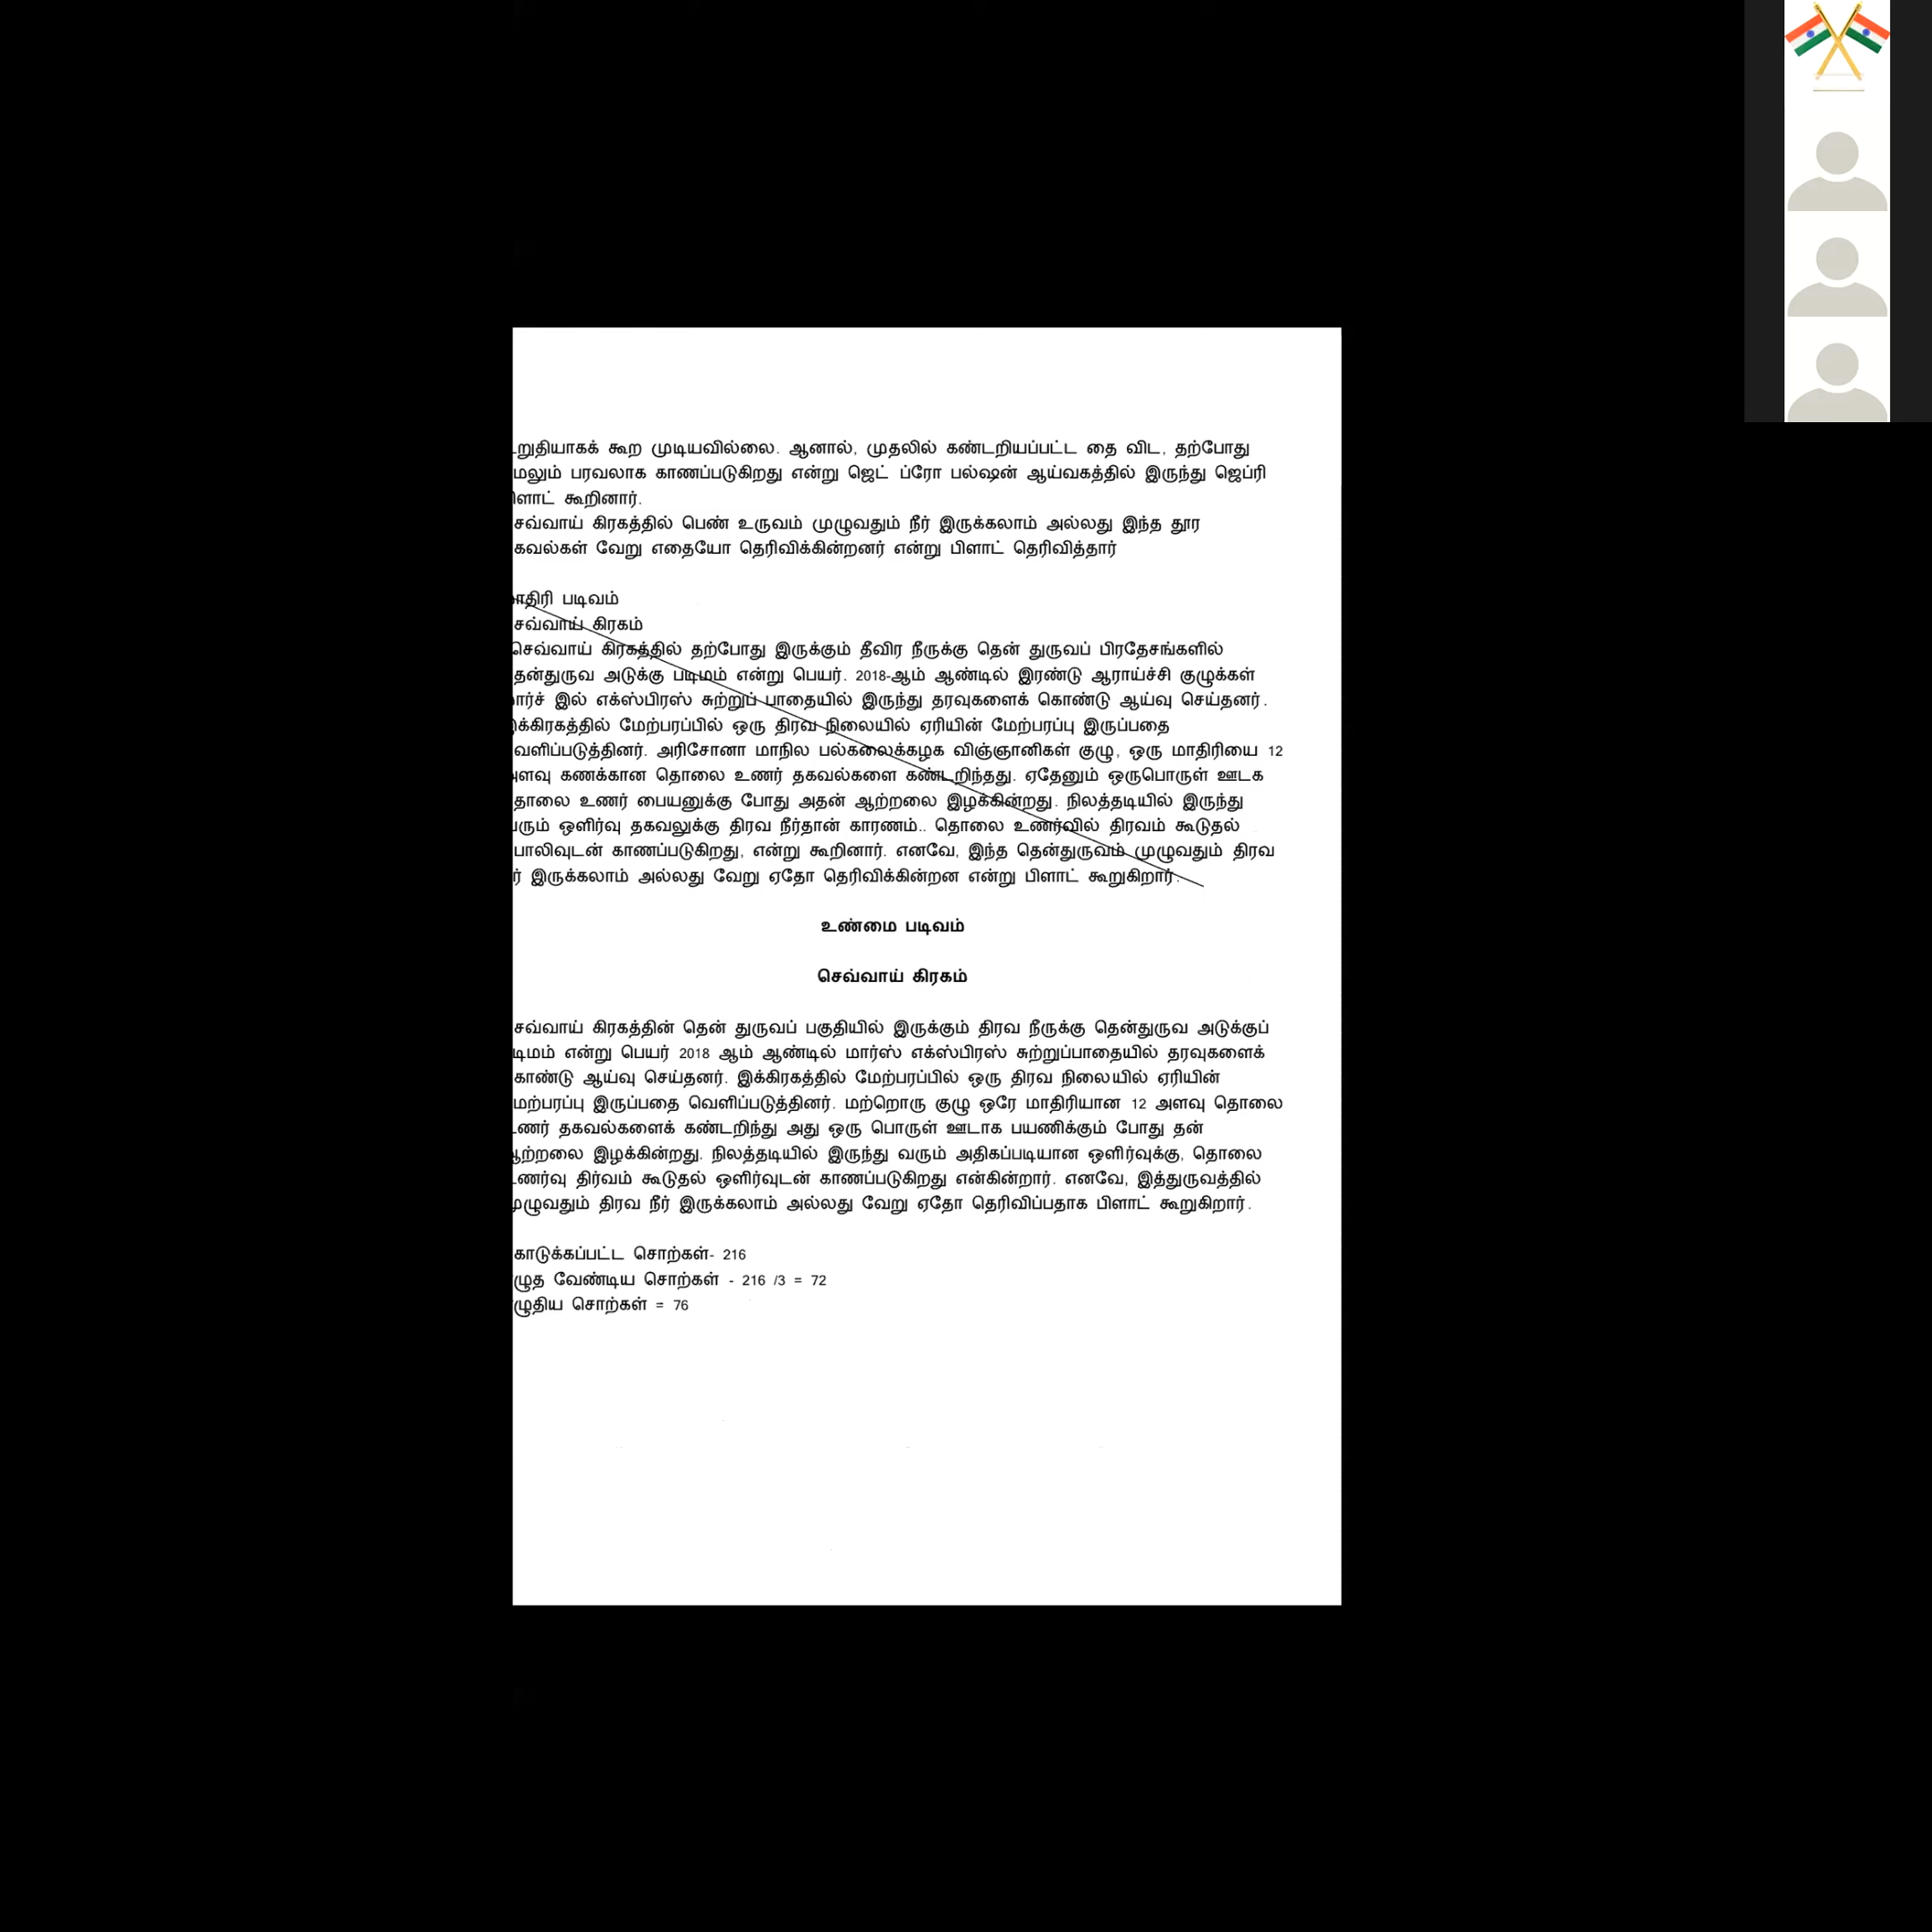 றுதியாகக் கூற முடியவில்லை. ஆனால், முதலில் கண்டறியப்பட்ட தை விட, தற்போது
மலும் பரவலாக காணப்படுகிறது என்று ஜெட் ப்ரோ பல்ஷன் ஆய்வகத்தில் இருந்து ஜெப்ரி
ிளாட் கூறினார்.
சவ்வாய் கிரகத்தில் பெண் உருவம் முழுவதும் நீர் இருக்கலாம் அல்லது இந்த தூர
கவல்கள் வேறு எதையோ தெரிவிக்கின்றனர் என்று பிளாட் தெரிவித்தார்
ாதிரி படிவம்
சவ்வாய் கிரகம்
செவ்வாய் கிரகத்தில் தற்போது இருக்கும் தீவிர நீருக்கு தென் துருவப் பிரதேசங்களில்
தன்துருவ அடுக்கு படிமம் என்று பெயர். 2018-ஆம் ஆண்டில் இரண்டு ஆராய்ச்சி குழுக்கள்
ார்ச் இல் எக்ஸ்பிரஸ் சுற்றுப் பாதையில் இருந்து தரவுகளைக் கொண்டு ஆய்வு செய்தனர்.
இக்கிரகத்தில் மேற்பரப்பில் ஒரு திரவ நிலையில் ஏரியின் மேற்பரப்பு இருப்பதை
வளிப்படுத்தினர். அரிசோனா மாநில பல்கலைக்கழக விஞ்ஞானிகள் குழு, ஒரு மாதிரியை 12
அளவு கணக்கான தொலை உணர் தகவல்களை கண்டறிந்தது. ஏதேனும் ஒருபொருள் ஊடக
தாலை உணர் பையனுக்கு போது அதன் ஆற்றலை இழக்கின்றது. நிலத்தடியில் இருந்து
வரும் ஒளிர்வு தகவலுக்கு திரவ நீர்தான் காரணம்.. தொலை உணர்வில் திரவம் கூடுதல்
பாலிவுடன் காணப்படுகிறது, என்று கூறினார். எனவே, இந்த தென்துருவம் முழுவதும் திரவ
ர் இருக்கலாம் அல்லது வேறு ஏதோ தெரிவிக்கின்றன என்று பிளாட் கூறுகிறார்.
உண்மை படிவம்
செவ்வாய் கிரகம்
சவ்வாய் கிரகத்தின் தென் துருவப் பகுதியில் இருக்கும் திரவ நீருக்கு தென்துருவ அடுக்குப்
டிமம் என்று பெயர் 2018 ஆம் ஆண்டில் மார்ஸ் எக்ஸ்பிரஸ் சுற்றுப்பாதையில் தரவுகளைக்
காண்டு ஆய்வு செய்தனர். இக்கிரகத்தில் மேற்பரப்பில் ஒரு திரவ நிலையில் ஏரியின்
மற்பரப்பு இருப்பதை வெளிப்படுத்தினர். மற்றொரு குழு ஒரே மாதிரியான 12 அளவு தொலை
ணர் தகவல்களைக் கண்டறிந்து அது ஒரு பொருள் ஊடாக பயணிக்கும் போது தன்
ஆற்றலை இழக்கின்றது. நிலத்தடியில் இருந்து வரும் அதிகப்படியான ஒளிர்வுக்கு, தொலை
ணர்வு திர்வம் கூடுதல் ஒளிர்வுடன் காணப்படுகிறது என்கின்றார். எனவே, இத்துருவத்தில்
முழுவதும் திரவ நீர் இருக்கலாம் அல்லது வேறு ஏதோ தெரிவிப்பதாக பிளாட் கூறுகிறார்.
காடுக்கப்பட்ட சொற்கள்- 216
ழுத வேண்டிய சொற்கள் - 216 /3 = 72
ழுதிய சொற்கள் = 76